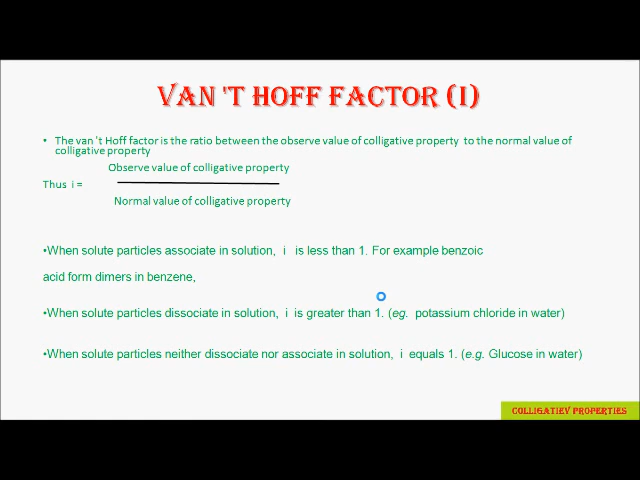 VAN 'T HOFF FACTOR (I)
• The van 't Hoff factor is the ratio between the observe value of colligative property to the normal value of
colligative property
Observe value of colligative property
Thus i =
Normal value of colligative property
•When solute particles associate in solution, i is less than 1. For example benzoic
acid form dimers in benzene,
•When solute particles dissociate in solution, i is greater than 1. (eg. potassium chloride in water)
•When solute particles neither dissociate nor associate in solution, i equals 1. (e.g. Glucose in water)
COLLIGATIEV PROPERTIES